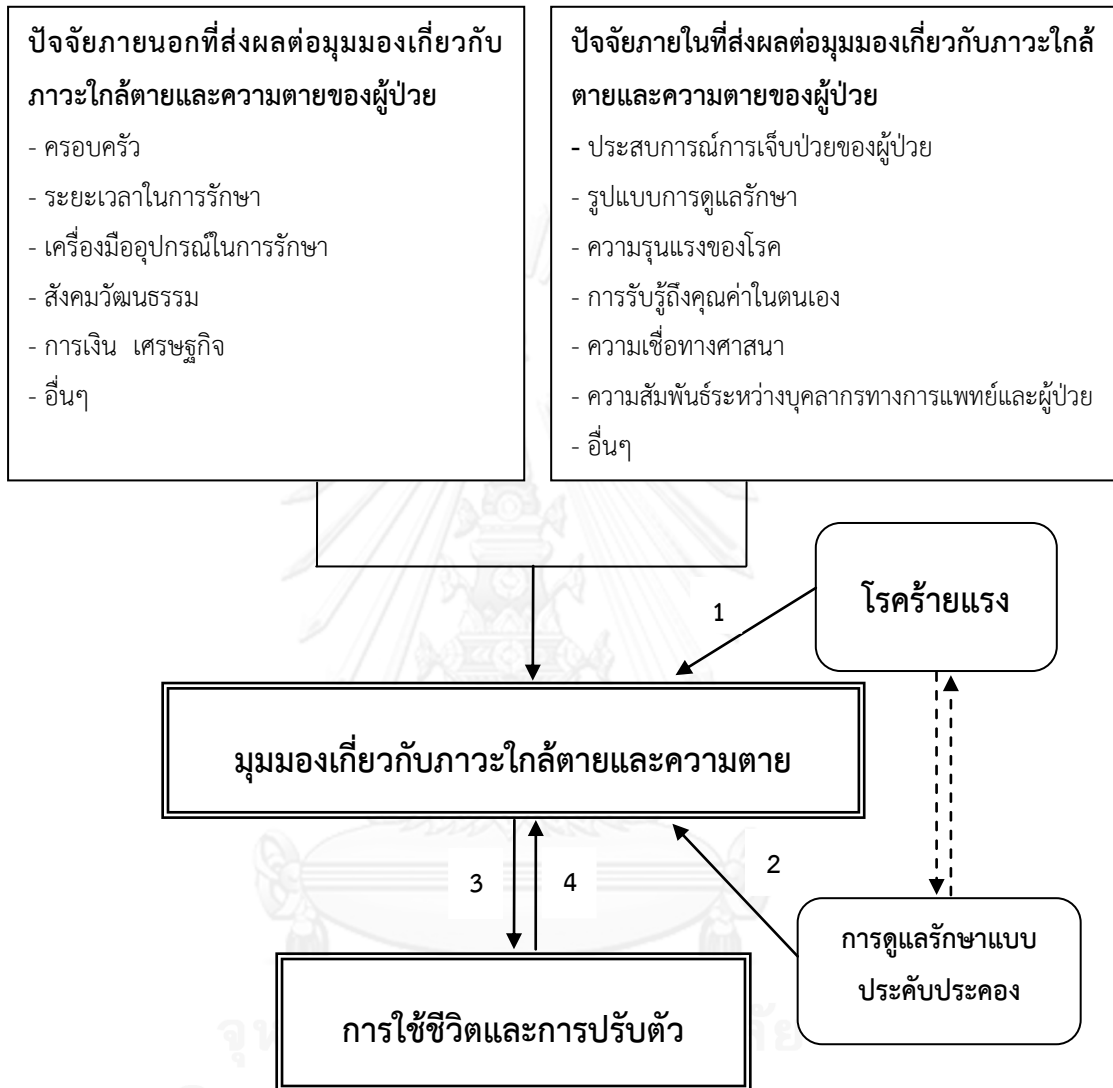 ปัจจัยภายนอกที่ส่งผลต่อมุมมองเกี่ยวกับ
ภาวะใกล้ตายและความตายของผู้ป่วย
- ครอบครัว
- ระยะเวลาในการรักษา
- เครื่องมืออุปกรณ์ในการรักษา
- สังคมวัฒนธรรม
- การเงิน เศรษฐกิจ
- อื่นๆ
ปัจจัยภายในที่ส่งผลต่อมุมมองเกี่ยวกับภาวะใกล้
ตายและความตายของผู้ป่วย
- ประสบการณ์การเจ็บป่วยของผู้ป่วย
- รูปแบบการดูแลรักษา
- ความรุนแรงของโรค
- การรับรู้ถึงคุณค่าในตนเอง
- ความเชื่อทางศาสนา
- ความสัมพันธ์ระหว่างบุคลากรทางการแพทย์และผู้ป่วย
- อื่นๆ
โรคร้ายแรง
1
มุมมองเกี่ยวกับภาวะใกล้ตายและความตาย
3
4
2
การดูแลรักษาแบบ
ประคับประคอง
การใช้ชีวิตและการปรับตัว